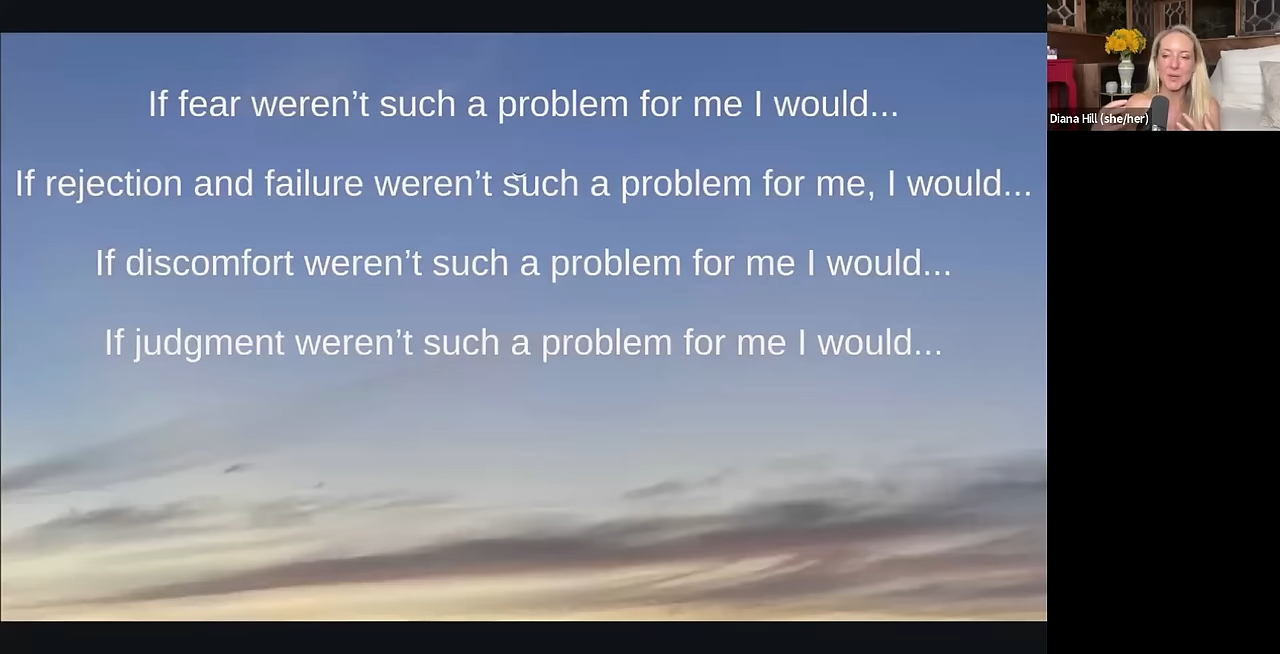 If fear weren’t such a problem for me I would...
If rejection and failure weren’t such a problem for me, I would...
If discomfort weren’t such a problem for me I would...
If judgment weren’t such a problem for me I would...
Diana Hill (she/her)